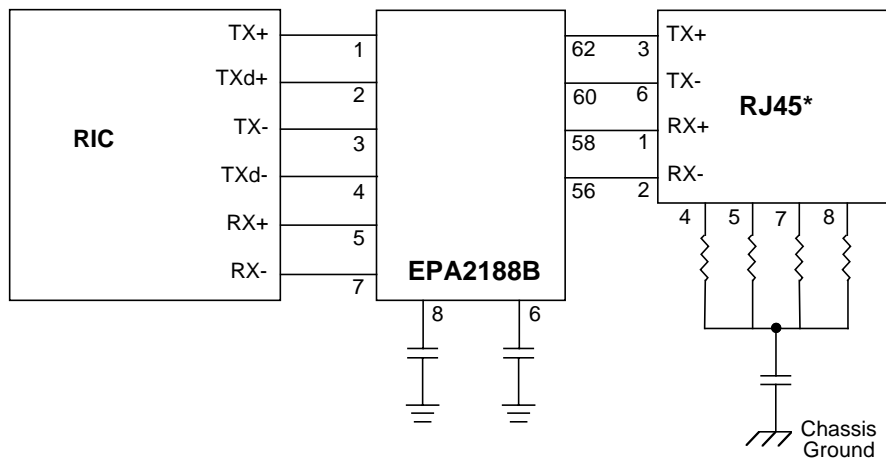 TX+
TXd+
TX-
TXd-
RX+
RX-
RIC
1
2
3
4
5
7
EPA2188B
8
6
62
60
58
56
3
6
1
2
TX+
TX-
RX+
RX-
RJ45*
4
5
7
8
Chassis
Ground